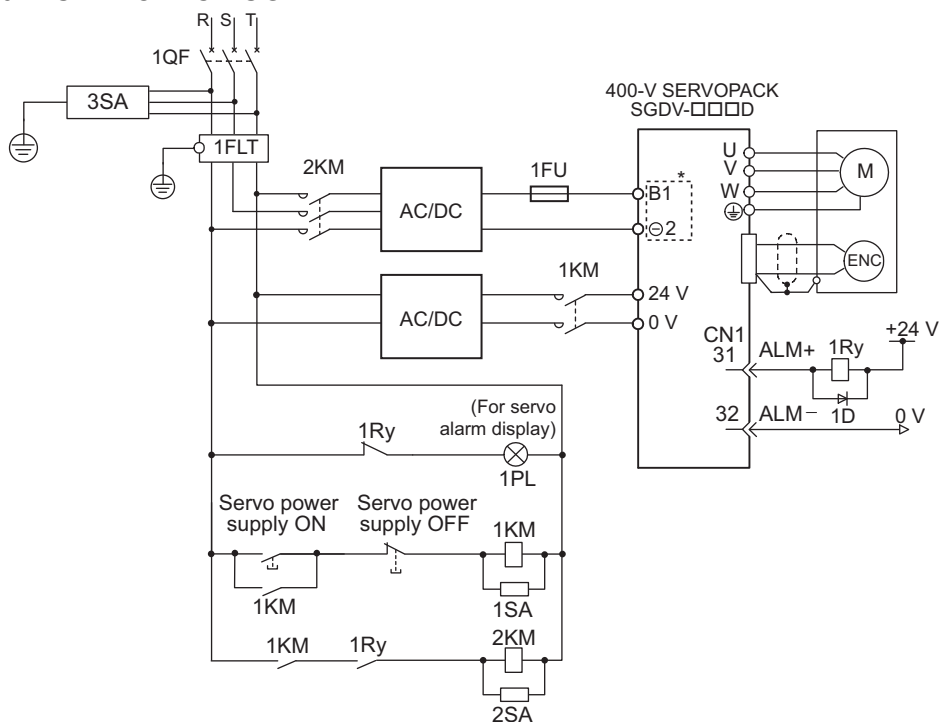 R S T
1QF
3SA
1FLT
400-V SERVOPACK
SGDV-□□□D
2KM
AC/DC
1FU
B1
*
⊖2
U
V
W
M
ENC
AC/DC
1KM
24 V
0 V
CN1
31
ALM+
1Ry
+24 V
1D
32
ALM−
0 V
(For servo
alarm display)
1Ry
1PL
Servo power
supply ON
Servo power
supply OFF
1KM
1KM
1SA
1KM
1Ry
2KM
2SA